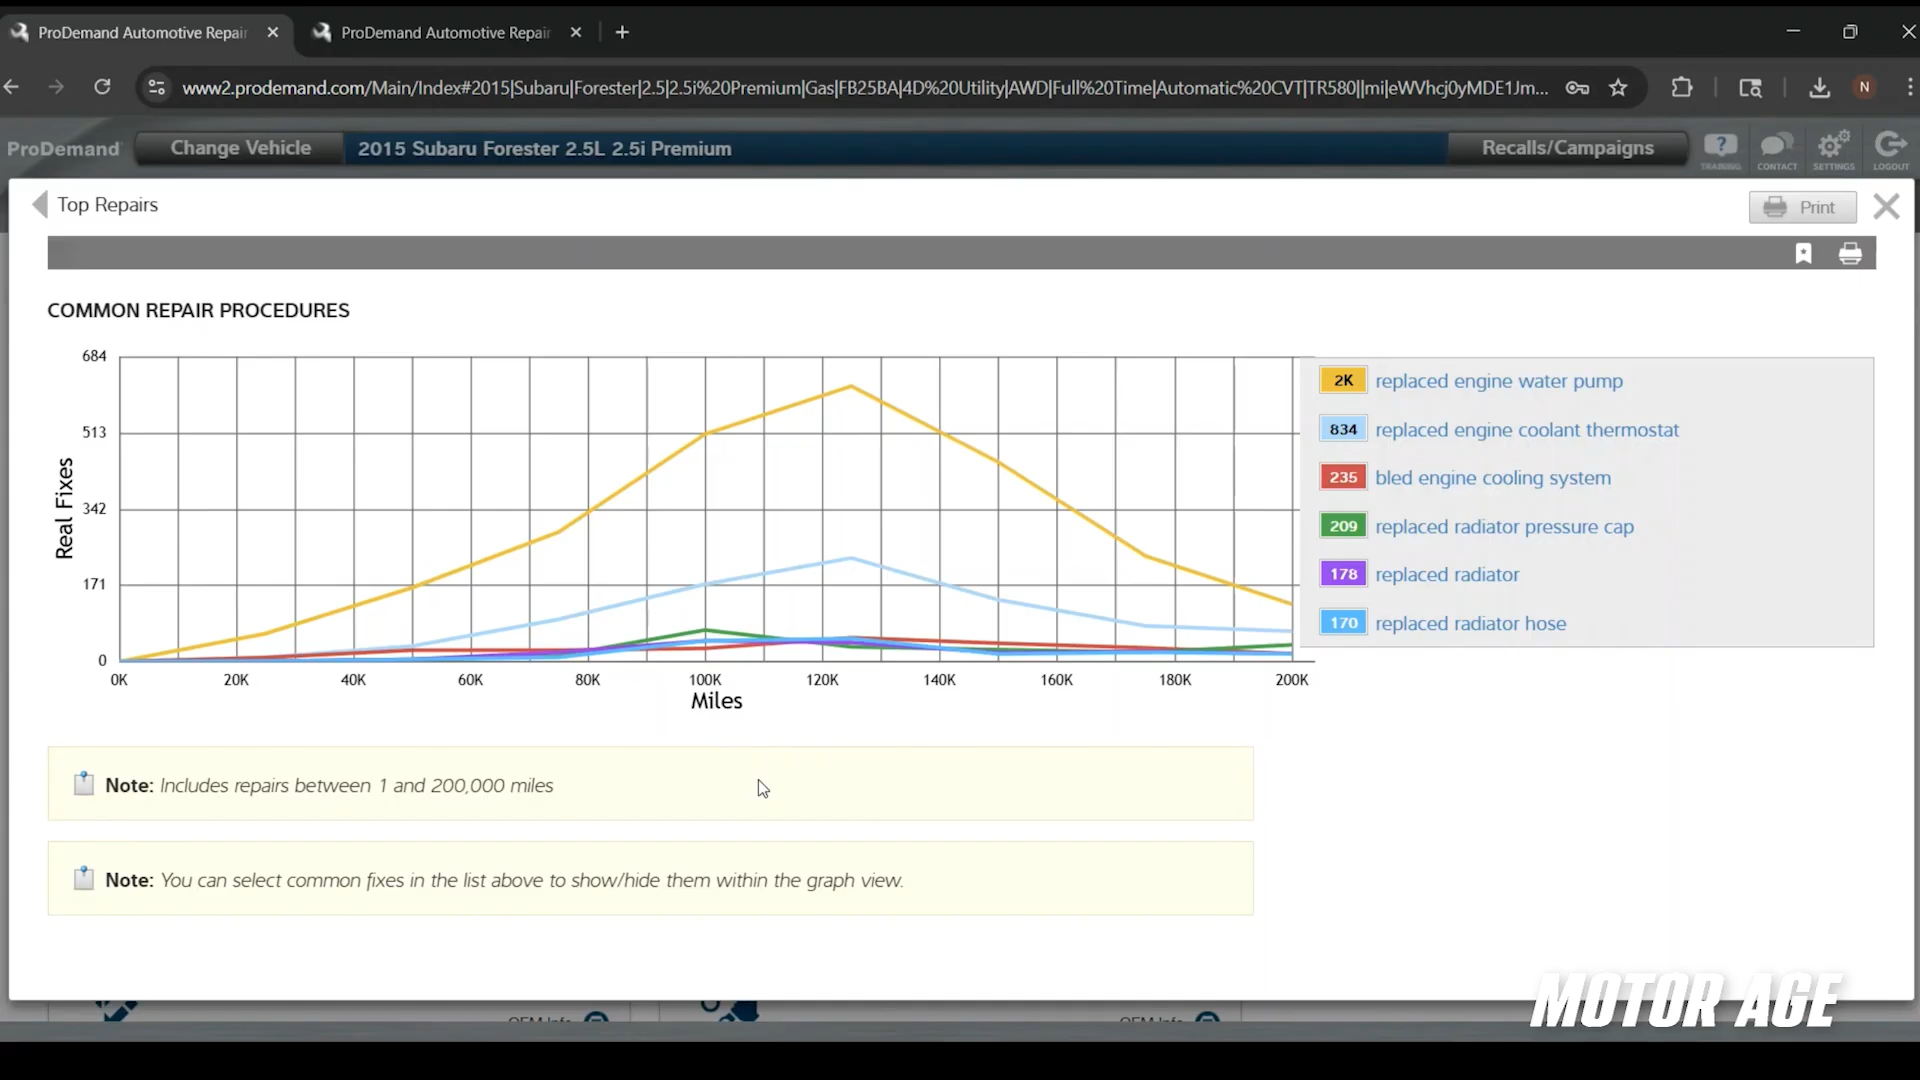 ProDemand Automotive Repair
ProDemand Automotive Repair
www2.prodemand.com/Main/Index#2015|Subaru|Forester|2.5|2.5i%20Premium|Gas|FB25BA|4D%20Utility|AWD|Full%20Time|Automatic%20CVT|TR580||mi|eWVhcj0yMDE1Jm...
N
ProDemand
Change Vehicle
2015 Subaru Forester 2.5L 2.5i Premium
Recalls/Campaigns
?
TRAINING
CONTACT
SETTINGS
LOGOUT
Top Repairs
Print
COMMON REPAIR PROCEDURES
684
513
342
171
0
Real Fixes
0K 20K 40K 60K 80K 100K 120K 140K 160K 180K 200K
Miles
2K replaced engine water pump
834 replaced engine coolant thermostat
235 bled engine cooling system
209 replaced radiator pressure cap
178 replaced radiator
170 replaced radiator hose
Note: Includes repairs between 1 and 200,000 miles
Note: You can select common fixes in the list above to show/hide them within the graph view.
MOTOR AGE